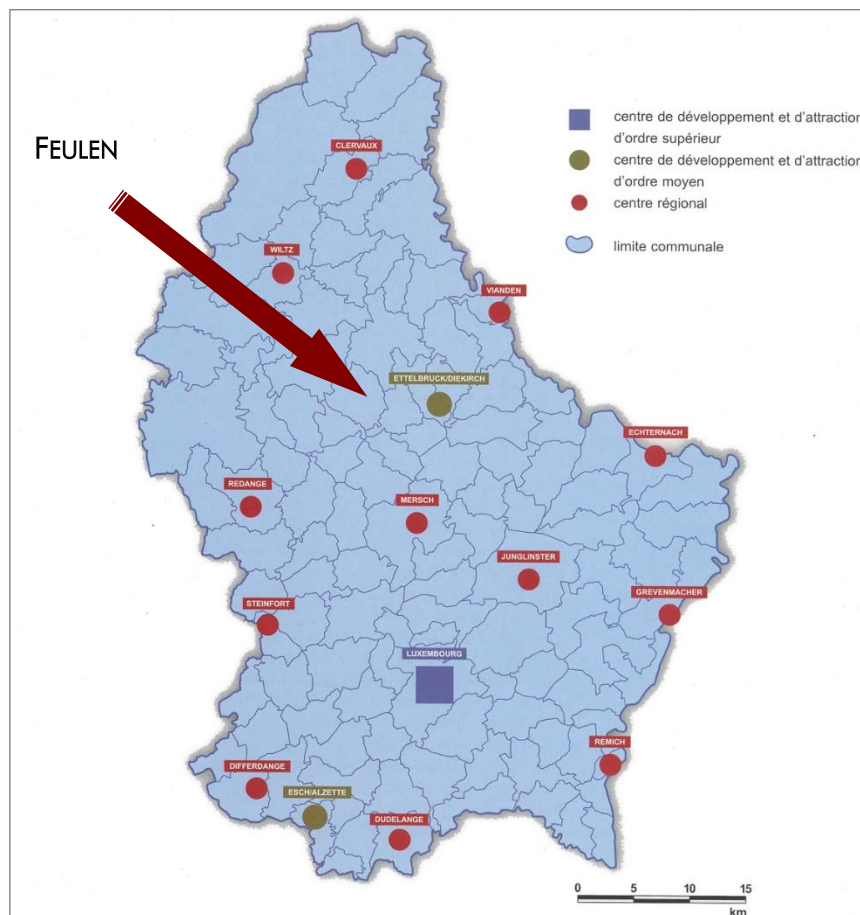 FEULEN
centre de développement et d'attraction
d'ordre supérieur
centre de développement et d'attraction
d'ordre moyen
centre régional
limite communale
CLERVAUX
WILTZ
VIANDEN
ETTELBRUCK/DIEKIRCH
ECHTERNACH
REDANGE
MERSCH
JUNGLINSTER
GREVENMACHER
STEINFORT
LUXEMBOURG
REMICH
DIFFERDANGE
ESCH/ALZETTE
DUDELANGE
0 5 10 15
km